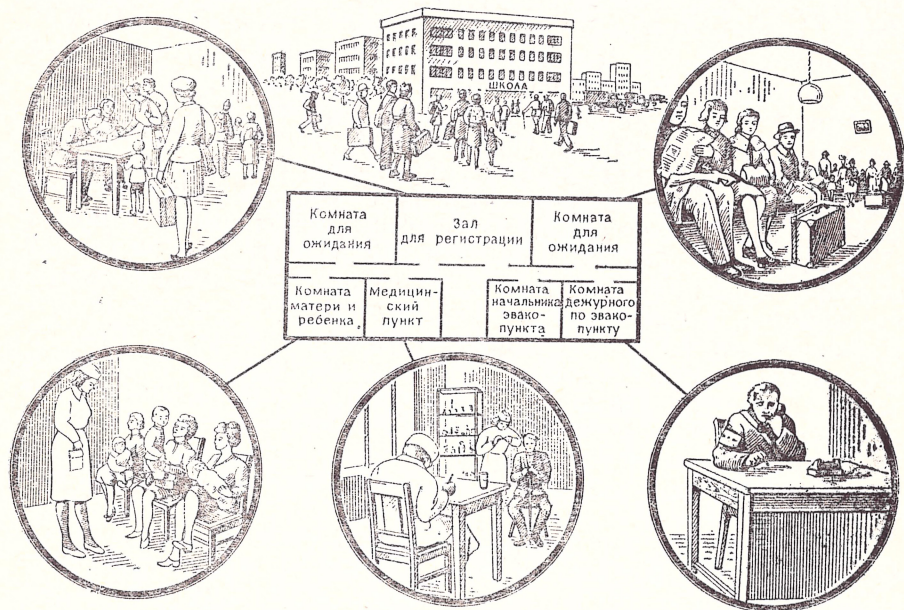 ШКОЛА
Комната
для
ожидания
Зал
для регистрации
Комната
для
ожидания
Комната
матери и
ребенка
Медицин-
ский
пункт
Комната
начальника
эвако-
пункта
Комната
дежурного
по эвако-
пункту